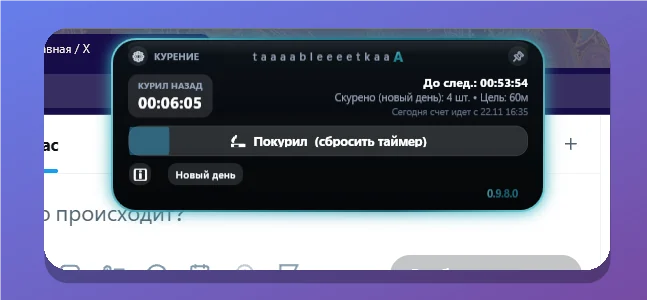 авная / X
КУРЕНИЕ
taaaableeeetkaaA
КУРИЛ НАЗАД
00:06:05
До след.: 00:53:54
Скурено (новый день): 4 шт. • Цель: 60м
Сегодня счет идет с 22.11 16:35
Покурил (сбросить таймер)
ас
Новый день
0.9.8.0
о происходит?